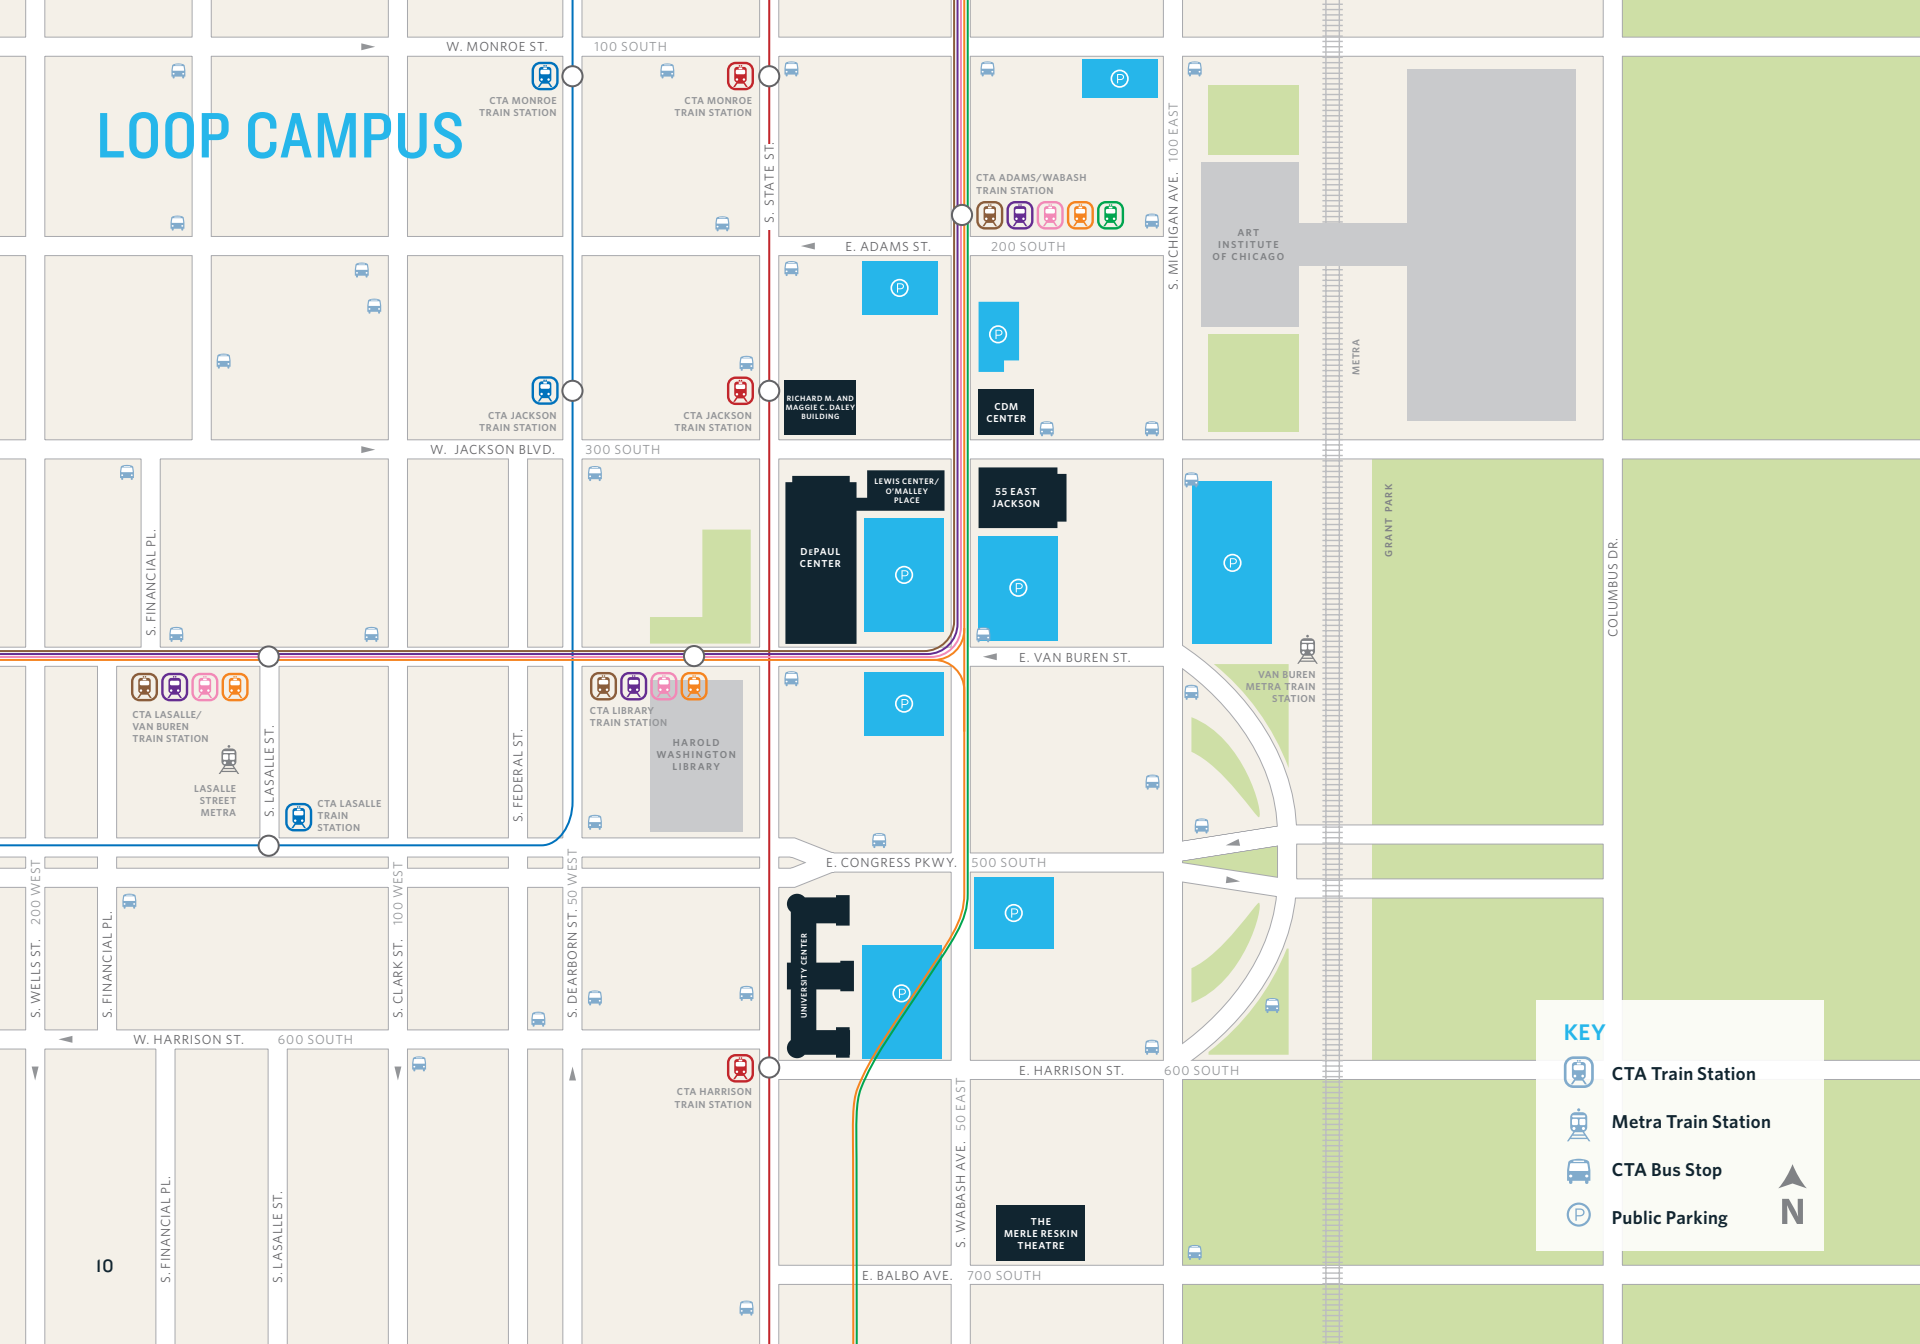 W. MONROE ST. 100 SOUTH
CTA MONROE
TRAIN STATION
CTA MONROE
TRAIN STATION
P
LOOP CAMPUS
S. STATE ST.
S. MICHIGAN AVE. 100 EAST
CTA ADAMS/WABASH
TRAIN STATION
E. ADAMS ST. 200 SOUTH
ART
INSTITUTE
OF CHICAGO
P
P
METRA
CTA JACKSON
TRAIN STATION
CTA JACKSON
TRAIN STATION
RICHARD M. AND
MAGGIE C. DALEY
BUILDING
CDM
CENTER
W. JACKSON BLVD. 300 SOUTH
LEWIS CENTER/
O'MALLEY
PLACE
55 EAST
JACKSON
GRANT PARK
S. FINANCIAL PL.
DePAUL
CENTER
P
P
P
COLUMBUS DR.
E. VAN BUREN ST.
VAN BUREN
METRA TRAIN
STATION
CTA LASALLE/
VAN BUREN
TRAIN STATION
CTA LIBRARY
TRAIN STATION
P
HAROLD
WASHINGTON
LIBRARY
S. LASALLE ST.
S. FEDERAL ST.
LASALLE
STREET
METRA
CTA LASALLE
TRAIN
STATION
E. CONGRESS PKWY. 500 SOUTH
S. WELLS ST. 200 WEST
S. FINANCIAL PL.
S. CLARK ST. 100 WEST
S. DEARBORN ST. 50 WEST
UNIVERSITY CENTER
P
P
W. HARRISON ST. 600 SOUTH
E. HARRISON ST. 600 SOUTH
CTA HARRISON
TRAIN STATION
S. WABASH AVE. 50 EAST
S. FINANCIAL PL.
S. LASALLE ST.
THE
MERLE RESKIN
THEATRE
E. BALBO AVE. 700 SOUTH
KEY
CTA Train Station
Metra Train Station
CTA Bus Stop
P Public Parking
N
10